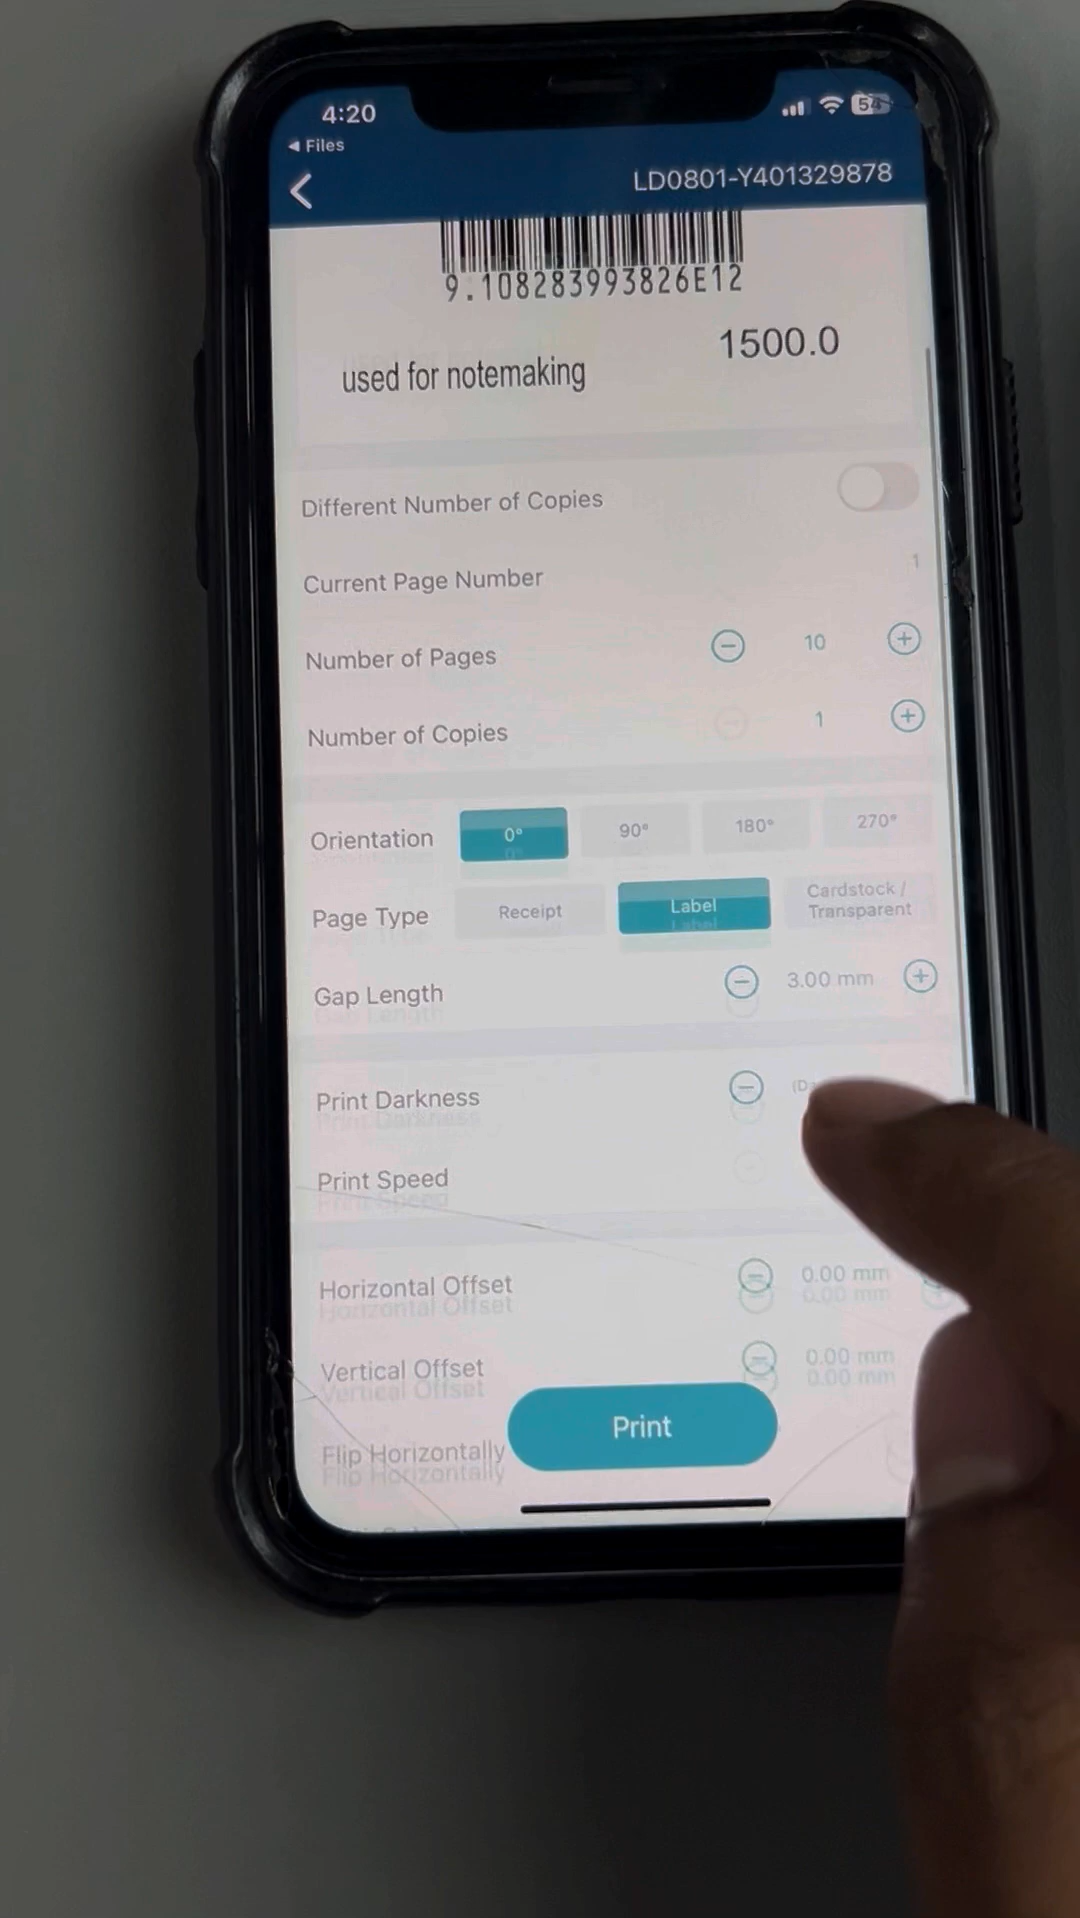 4:20
54
◄ Files
LD0801-Y401329878
9.108283993826E12
1500.0
used for notemaking
Different Number of Copies
Current Page Number 1
Number of Pages 10
Number of Copies 1
Orientation 0° 90° 180° 270°
Page Type Receipt Label Cardstock / Transparent
Gap Length 3.00 mm
Print Darkness
Print Speed
Horizontal Offset 0.00 mm
Vertical Offset 0.00 mm
Flip Horizontally
Print